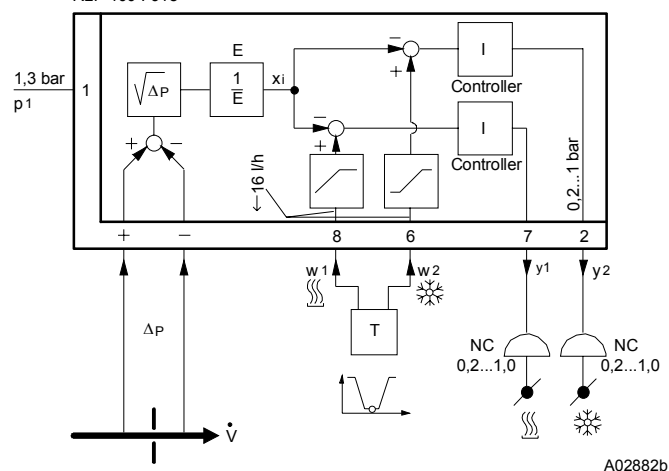 E
1,3 bar
p1
1
√ΔP
1
E
xi
−
+
I
Controller
−
+
I
Controller
←16 l/h
0,2...1 bar
+ −
+ − 8 6 7 2
w1 w2
y1 y2
ΔP
T
NC NC
0,2...1,0 0,2...1,0
V̇
A02882b